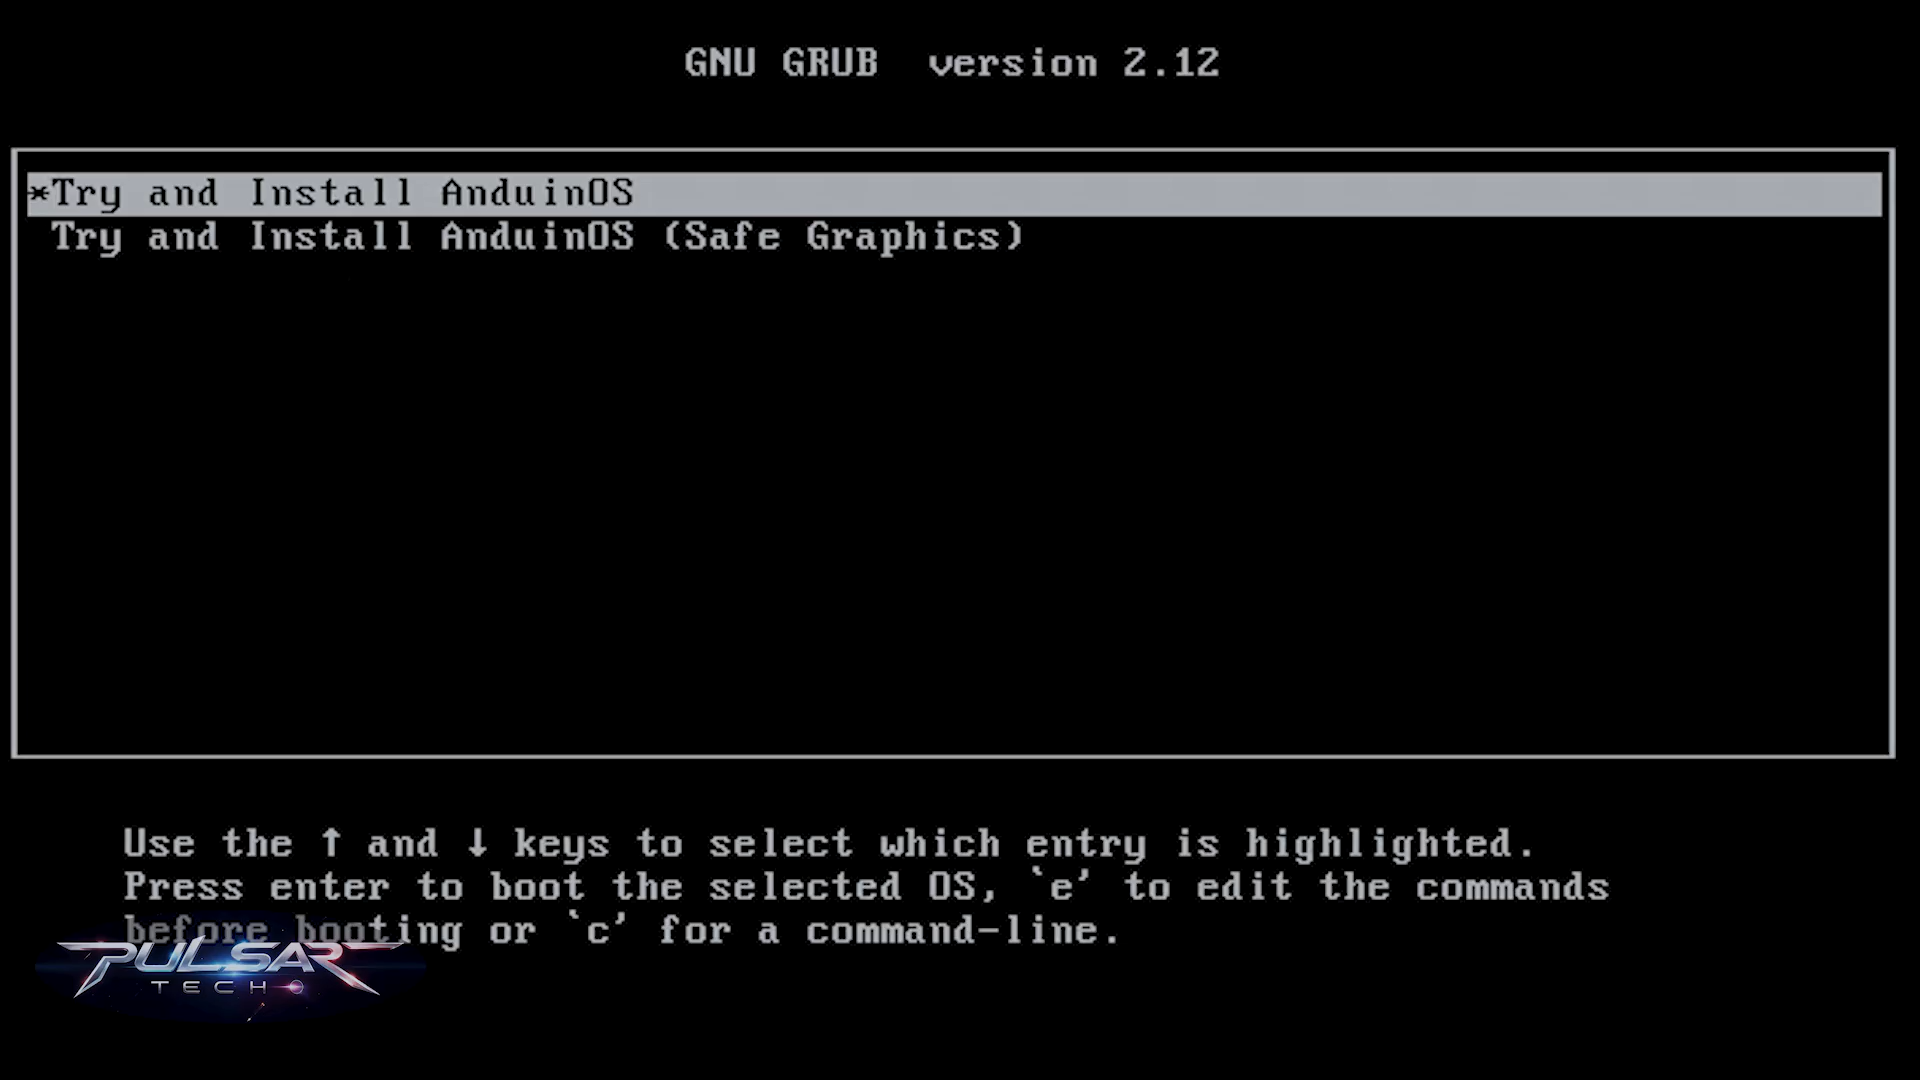 GNU GRUB  version 2.12
*Try and Install AnduinOS
Try and Install AnduinOS (Safe Graphics)
Use the ↑ and ↓ keys to select which entry is highlighted.
Press enter to boot the selected OS, `e' to edit the commands
before booting or `c' for a command-line.
PULSAR
TECH